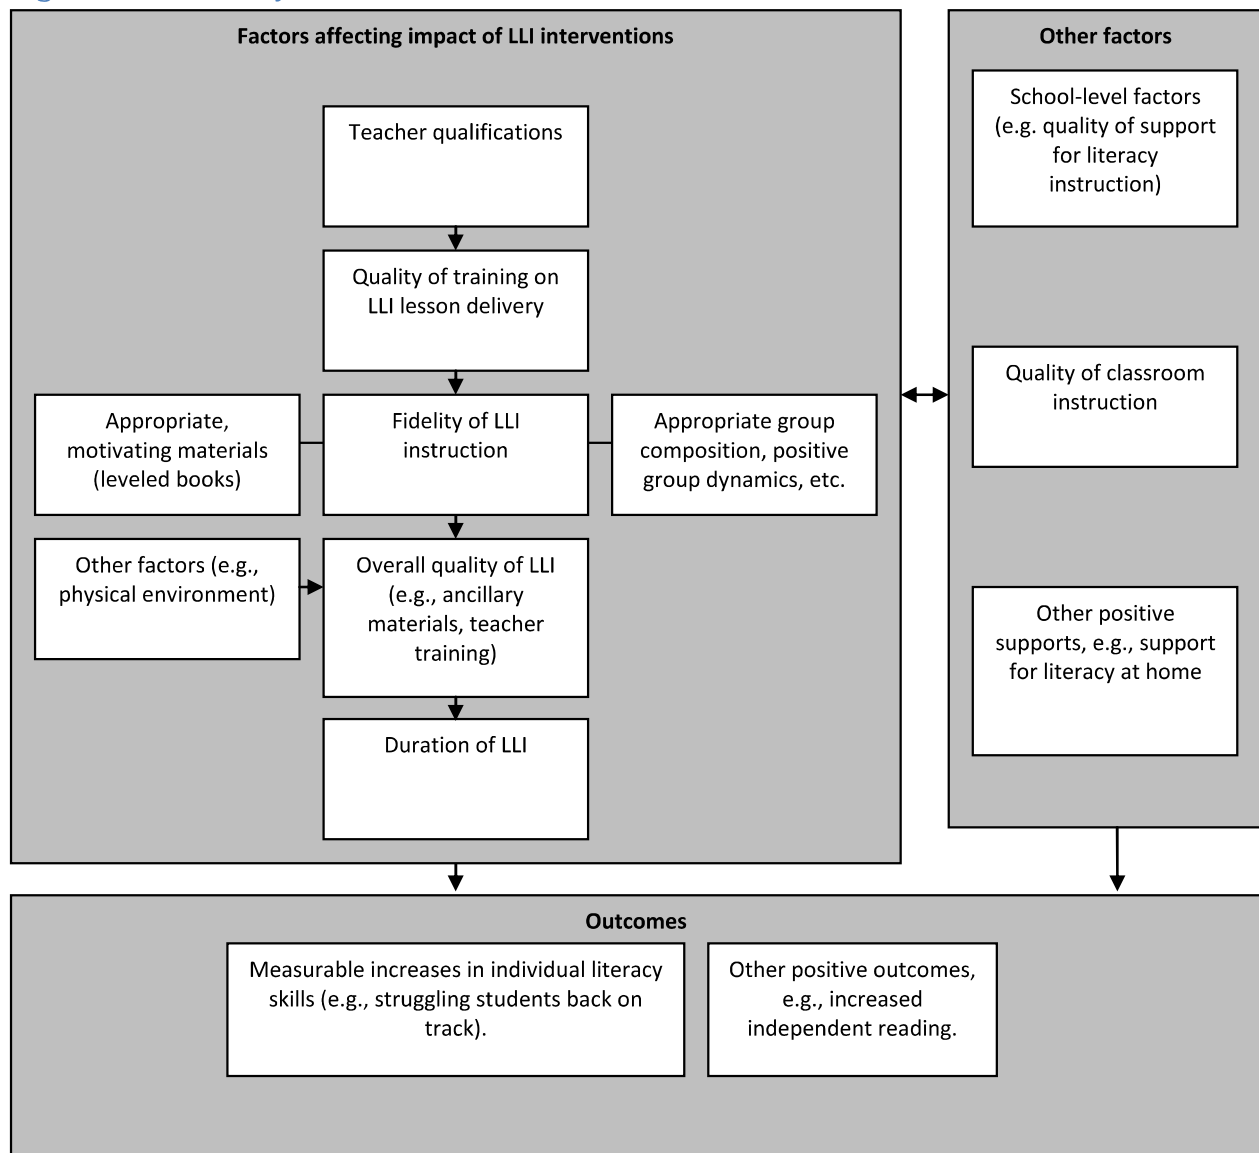 Factors affecting impact of LLI interventions
Teacher qualifications
Quality of training on
LLI lesson delivery
Appropriate,
motivating materials
(leveled books)
Fidelity of LLI
instruction
Appropriate group
composition, positive
group dynamics, etc.
Other factors (e.g.,
physical environment)
Overall quality of LLI
(e.g., ancillary
materials, teacher
training)
Duration of LLI
Other factors
School-level factors
(e.g. quality of support
for literacy
instruction)
Quality of classroom
instruction
Other positive
supports, e.g., support
for literacy at home
Outcomes
Measurable increases in individual literacy
skills (e.g., struggling students back on
track).
Other positive outcomes,
e.g., increased
independent reading.